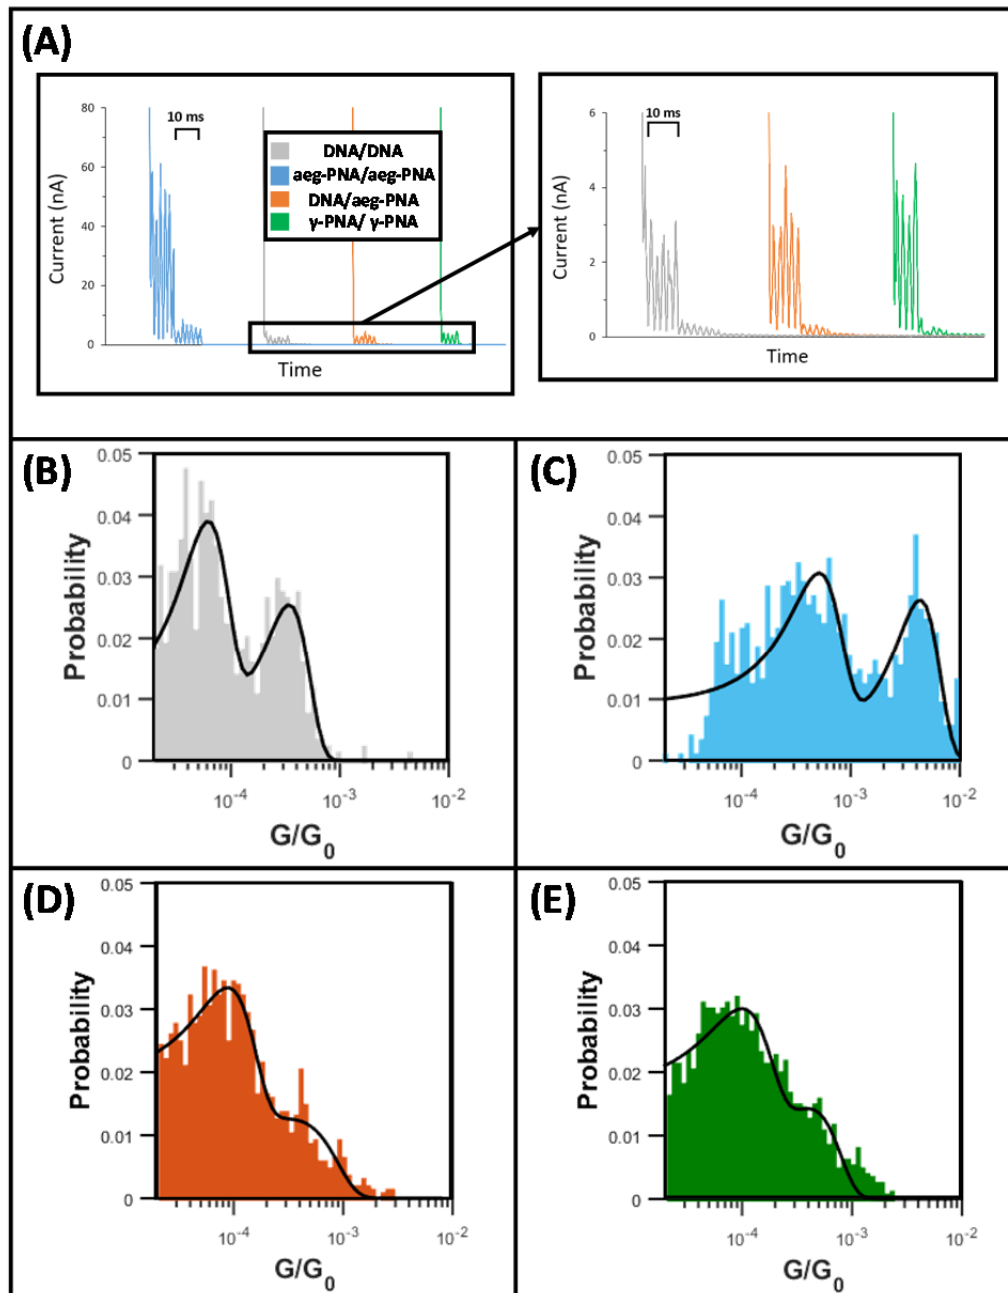 (A)
80
60
40
20
0
Current (nA)
Time
10 ms
DNA/DNA
aeg-PNA/aeg-PNA
DNA/aeg-PNA
γ-PNA/ γ-PNA
6
4
2
0
Current (nA)
Time
10 ms
(B)
0.05
0.04
0.03
0.02
0.01
0
Probability
10-4
10-3
10-2
G/G0
(C)
0.05
0.04
0.03
0.02
0.01
0
Probability
10-4
10-3
10-2
G/G0
(D)
0.05
0.04
0.03
0.02
0.01
0
Probability
10-4
10-3
10-2
G/G0
(E)
0.05
0.04
0.03
0.02
0.01
0
Probability
10-4
10-3
10-2
G/G0